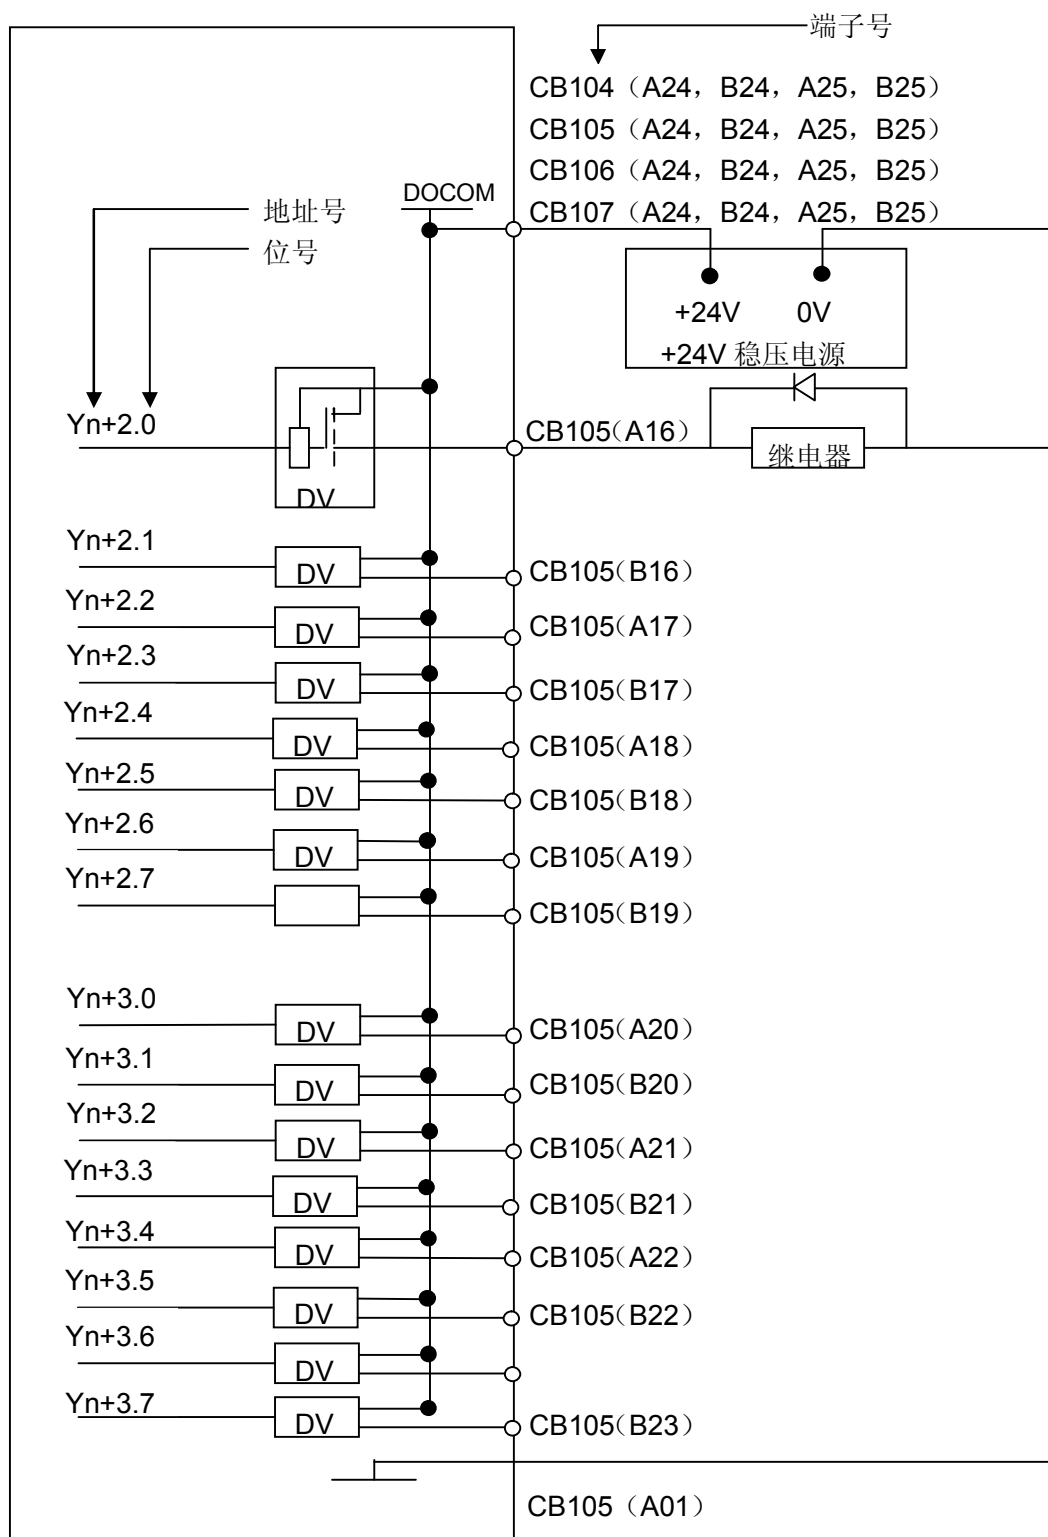 端子号
CB104（A24，B24，A25，B25）
CB105（A24，B24，A25，B25）
CB106（A24，B24，A25，B25）
CB107（A24，B24，A25，B25）
DOCOM
地址号
位号
+24V 0V
+24V 稳压电源
Yn+2.0
CB105（A16）
继电器
DV
Yn+2.1
DV
CB105（B16）
Yn+2.2
DV
CB105（A17）
Yn+2.3
DV
CB105（B17）
Yn+2.4
DV
CB105（A18）
Yn+2.5
DV
CB105（B18）
Yn+2.6
DV
CB105（A19）
Yn+2.7
CB105（B19）
Yn+3.0
DV
CB105（A20）
Yn+3.1
DV
CB105（B20）
Yn+3.2
DV
CB105（A21）
Yn+3.3
DV
CB105（B21）
Yn+3.4
DV
CB105（A22）
Yn+3.5
DV
CB105（B22）
Yn+3.6
DV
Yn+3.7
DV
CB105（B23）
CB105（A01）